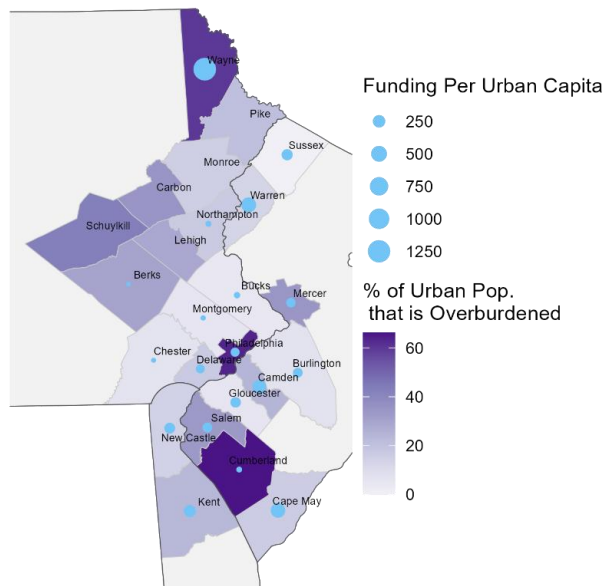 Wayne
Pike
Sussex
Monroe
Carbon
Warren
Northampton
Schuylkill
Lehigh
Berks
Bucks
Mercer
Montgomery
Philadelphia
Chester
Delaware
Burlington
Camden
Gloucester
Salem
New Castle
Cumberland
Kent
Cape May
Funding Per Urban Capita
250
500
750
1000
1250
% of Urban Pop.
that is Overburdened
60
40
20
0